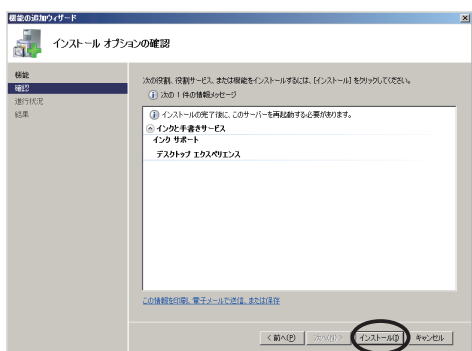 機能の追加ウィザード
インストール オプションの確認
機能
確認
進行状況
結果
次の役割、役割サービス、または機能をインストールするには、[インストール] をクリックしてください。
次の 1 件の情報メッセージ
インストールの完了後に、このサーバーを再起動する必要があります。
インクと手書きサービス
インク サポート
デスクトップ エクスペリエンス
この情報を印刷、電子メールで送信、または保存
< 前へ(P)
次へ(N) >
インストール(I)
キャンセル